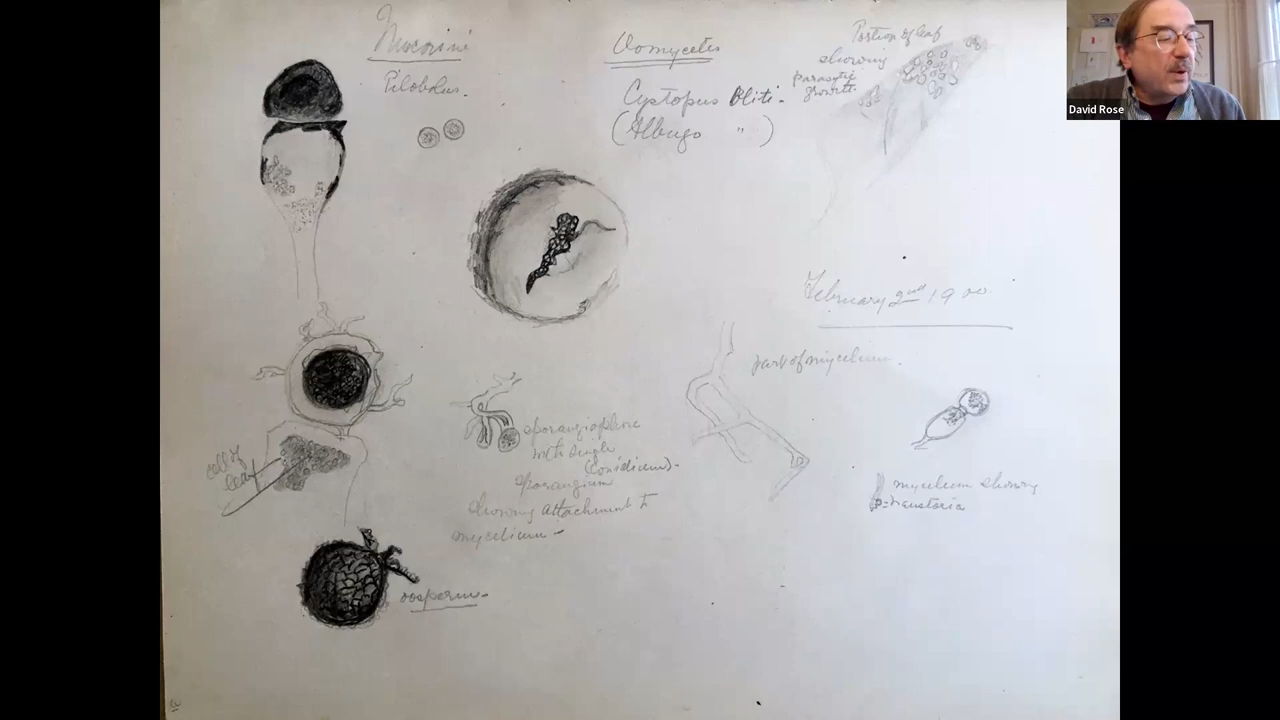 Mucorini
Pilobolus.
Oomycetes
Cystopus Bliti.
(Albugo " )
Portion of leaf
showing
parasitic
growth.
David Rose
February 2nd 1900
part of mycelium.
cell of
leaf
sporangiophore
with single
(Conidium).
sporangium
showing attachment to
mycelium
mycelium showing
haustoria
oosperm.